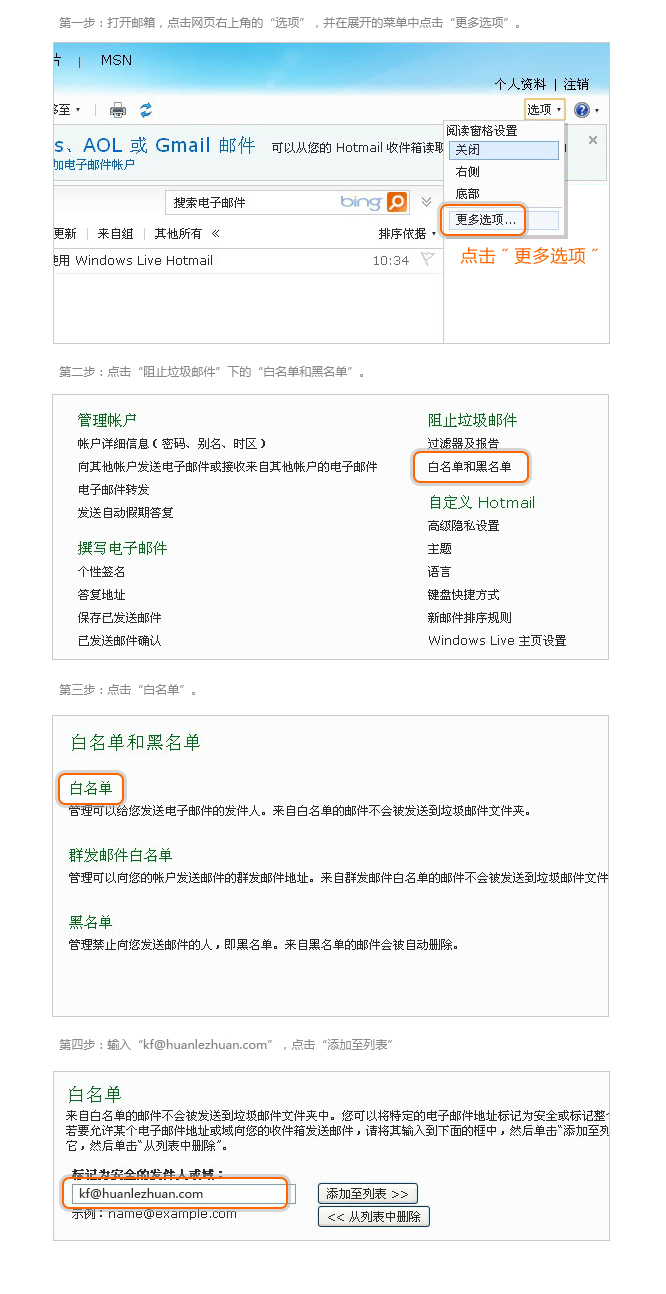 第一步：打开邮箱，点击网页右上角的“选项”，并在展开的菜单中点击“更多选项”。
| MSN
个人资料 | 注销
选项
阅读窗格设置
关闭
右侧
底部
更多选项...
s、AOL 或 Gmail 邮件 可以从您的 Hotmail 收件箱读取
加电子邮件帐户
搜索电子邮件 bing
更新 来自组 其他所有 «
排序依据
使用 Windows Live Hotmail 10:34
点击“更多选项”
第二步：点击“阻止垃圾邮件”下的“白名单和黑名单”。
管理帐户
帐户详细信息（密码、别名、时区）
向其他帐户发送电子邮件或接收来自其他帐户的电子邮件
电子邮件转发
发送自动假期答复
撰写电子邮件
个性签名
答复地址
保存已发送邮件
已发送邮件确认
阻止垃圾邮件
过滤器及报告
白名单和黑名单
自定义 Hotmail
高级隐私设置
主题
语言
键盘快捷方式
新邮件排序规则
Windows Live 主页设置
第三步：点击“白名单”。
白名单和黑名单
白名单
管理可以给您发送电子邮件的发件人。来自白名单的邮件不会被发送到垃圾邮件文件夹。
群发邮件白名单
管理可以向您的帐户发送邮件的群发邮件地址。来自群发邮件白名单的邮件不会被发送到垃圾邮件文件
黑名单
管理禁止向您发送邮件的人，即黑名单。来自黑名单的邮件会被自动删除。
第四步：输入“kf@huanlezhuan.com”，点击“添加至列表”
白名单
来自白名单的邮件不会被发送到垃圾邮件文件夹中。您可以将特定的电子邮件地址标记为安全或标记整个
若要允许某个电子邮件地址或域向您的收件箱发送邮件，请将其输入到下面的框中，然后单击“添加至列
它，然后单击“从列表中删除”。
标记为安全的发件人或域：
kf@huanlezhuan.com
添加至列表 >>
示例：name@example.com
<< 从列表中删除